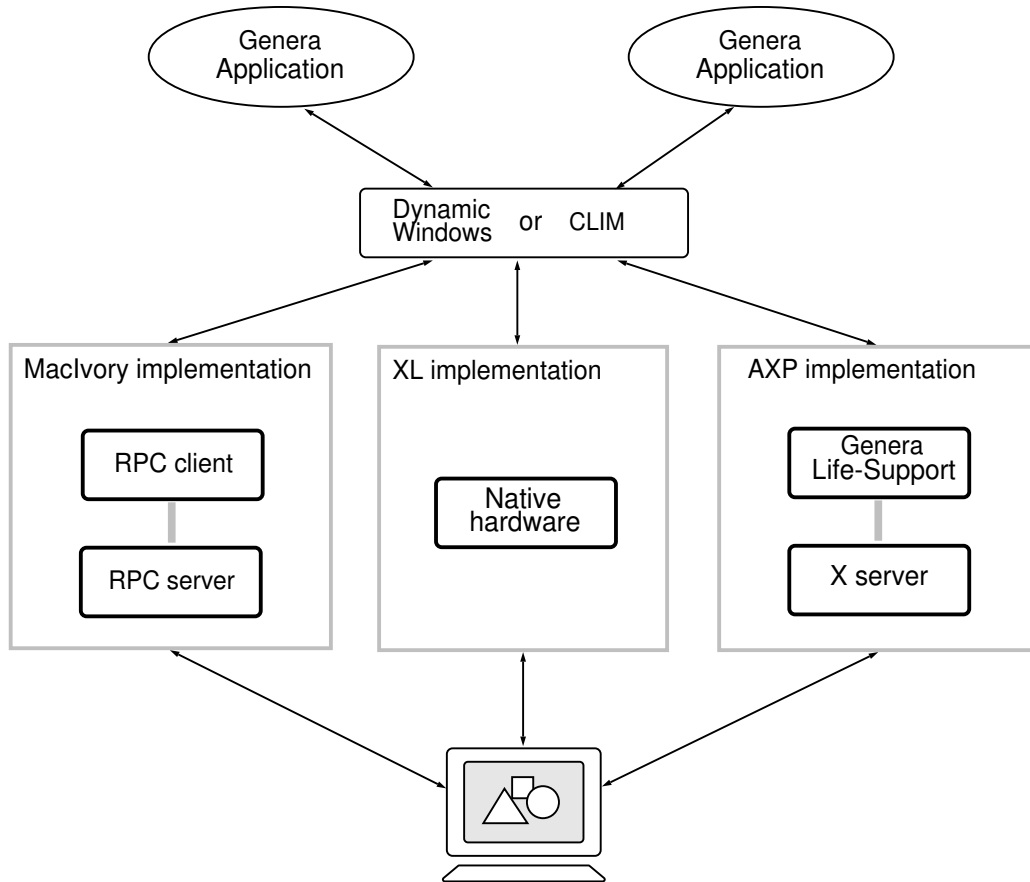 Genera
Application
Genera
Application
Dynamic
Windows or CLIM
MacIvory implementation
RPC client
RPC server
XL implementation
Native
hardware
AXP implementation
Genera
Life-Support
X server